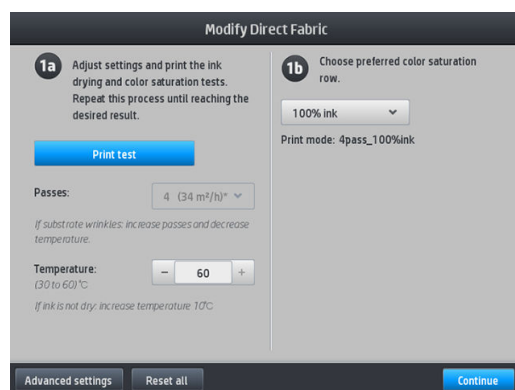 Modify Direct Fabric
1a
Adjust settings and print the ink
drying and color saturation tests.
Repeat this process until reaching the
desired result.
Print test
Passes:
4 (34 m²/h)*
If substrate wrinkles: increase passes and decrease
temperature.
Temperature:
(30 to 60)°C
− 60 +
If ink is not dry: increase temperature 10°C
1b
Choose preferred color saturation
row.
100% ink
Print mode: 4pass_100%ink
Advanced settings
Reset all
Continue